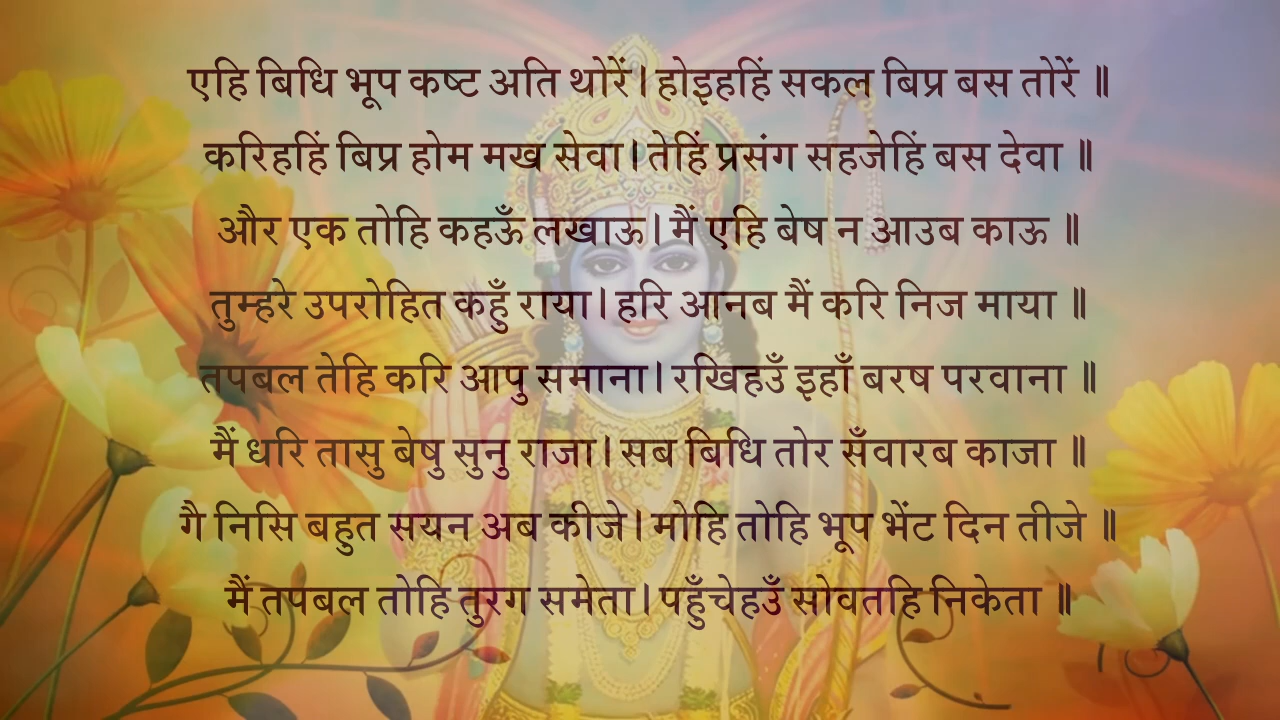 एहि बिधि भूप कष्ट अति थोरें। होइहहिं सकल बिप्र बस तोरें ॥
करिहहिं बिप्र होम मख सेवा। तेहिं प्रसंग सहजेहिं बस देवा ॥
और एक तोहि कहऊँ लखाऊ। मैं एहि बेष न आउब काऊ ॥
तुम्हरे उपरोहित कहुँ राया। हरि आनब मैं करि निज माया ॥
तपबल तेहि करि आपु समाना। रखिहउँ इहाँ बरष परवाना ॥
मैं धरि तासु बेषु सुनु राजा। सब बिधि तोर सँवारब काजा ॥
गै निसि बहुत सयन अब कीजे। मोहि तोहि भूप भेंट दिन तीजे ॥
मैं तपबल तोहि तुरग समेता। पहुँचेहउँ सोवतहि निकेता ॥